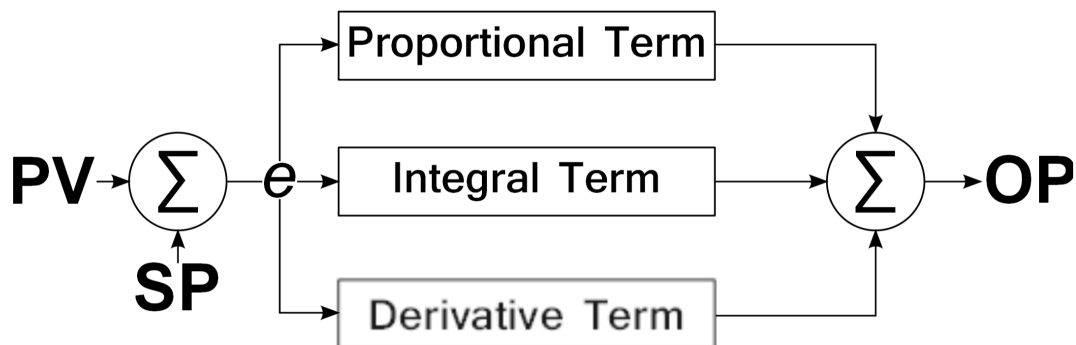 Proportional Term
PV
Σ
e
Integral Term
Σ
OP
SP
Derivative Term